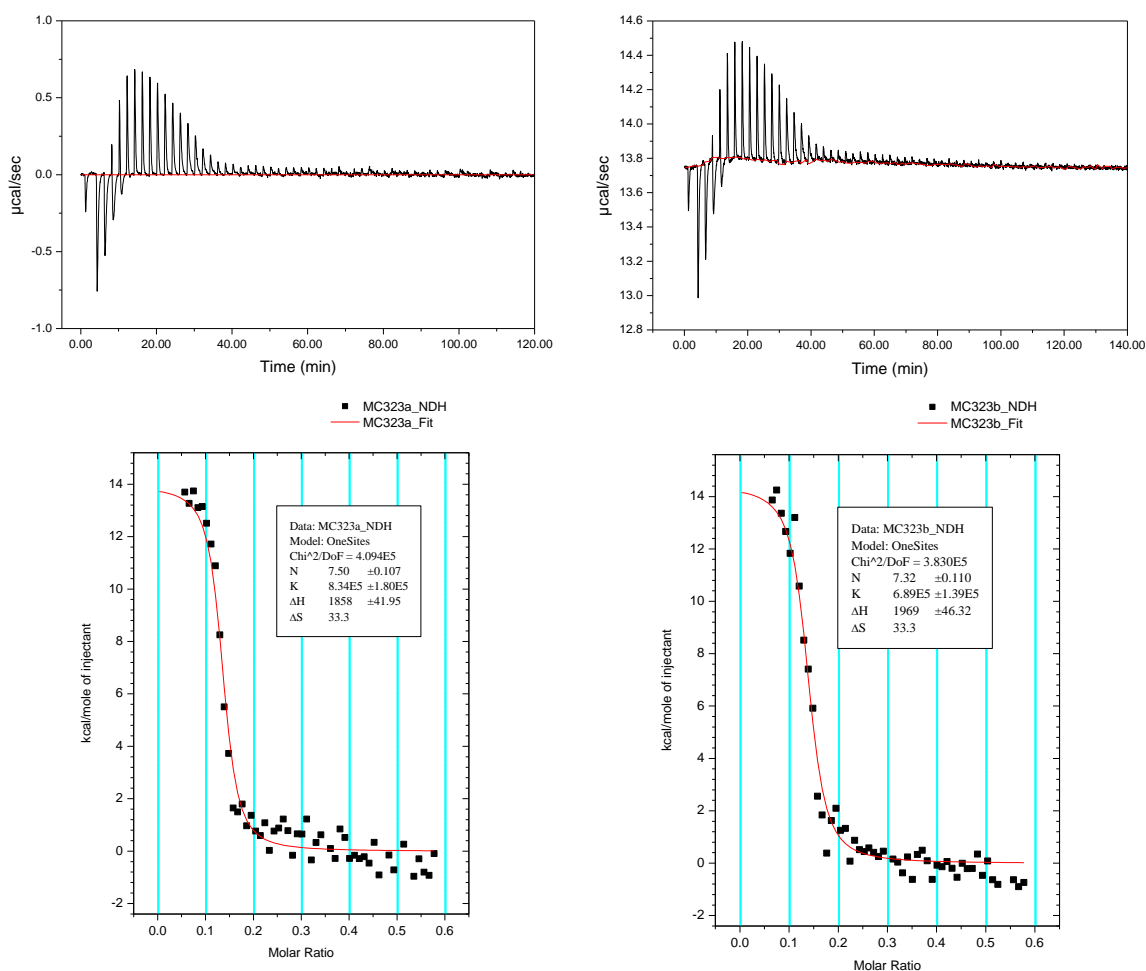 1.0
0.5
0.0
-0.5
-1.0
µcal/sec
0.00 20.00 40.00 60.00 80.00 100.00 120.00
Time (min)
14.6
14.4
14.2
14.0
13.8
13.6
13.4
13.2
13.0
12.8
µcal/sec
0.00 20.00 40.00 60.00 80.00 100.00 120.00 140.00
Time (min)
MC323a_NDH
MC323a_Fit
14
12
10
8
6
4
2
0
-2
kcal/mole of injectant
Data: MC323a_NDH
Model: OneSites
Chi^2/DoF = 4.094E5
N 7.50 ±0.107
K 8.34E5 ±1.80E5
ΔH 1858 ±41.95
ΔS 33.3
0.0 0.1 0.2 0.3 0.4 0.5 0.6
Molar Ratio
MC323b_NDH
MC323b_Fit
14
12
10
8
6
4
2
0
-2
kcal/mole of injectant
Data: MC323b_NDH
Model: OneSites
Chi^2/DoF = 3.830E5
N 7.32 ±0.110
K 6.89E5 ±1.39E5
ΔH 1969 ±46.32
ΔS 33.3
0.0 0.1 0.2 0.3 0.4 0.5 0.6
Molar Ratio